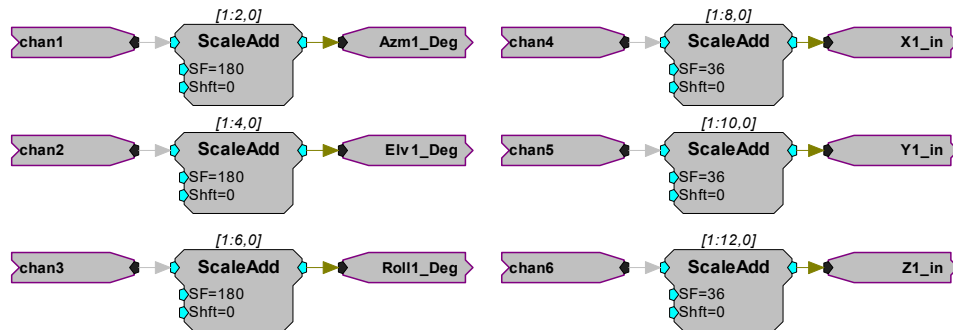 [1:2,0]
chan1
ScaleAdd
Azm1_Deg
SF=180
Shft=0
[1:8,0]
chan4
ScaleAdd
X1_in
SF=36
Shft=0
[1:4,0]
chan2
ScaleAdd
Elv1_Deg
SF=180
Shft=0
[1:10,0]
chan5
ScaleAdd
Y1_in
SF=36
Shft=0
[1:6,0]
chan3
ScaleAdd
Roll1_Deg
SF=180
Shft=0
[1:12,0]
chan6
ScaleAdd
Z1_in
SF=36
Shft=0